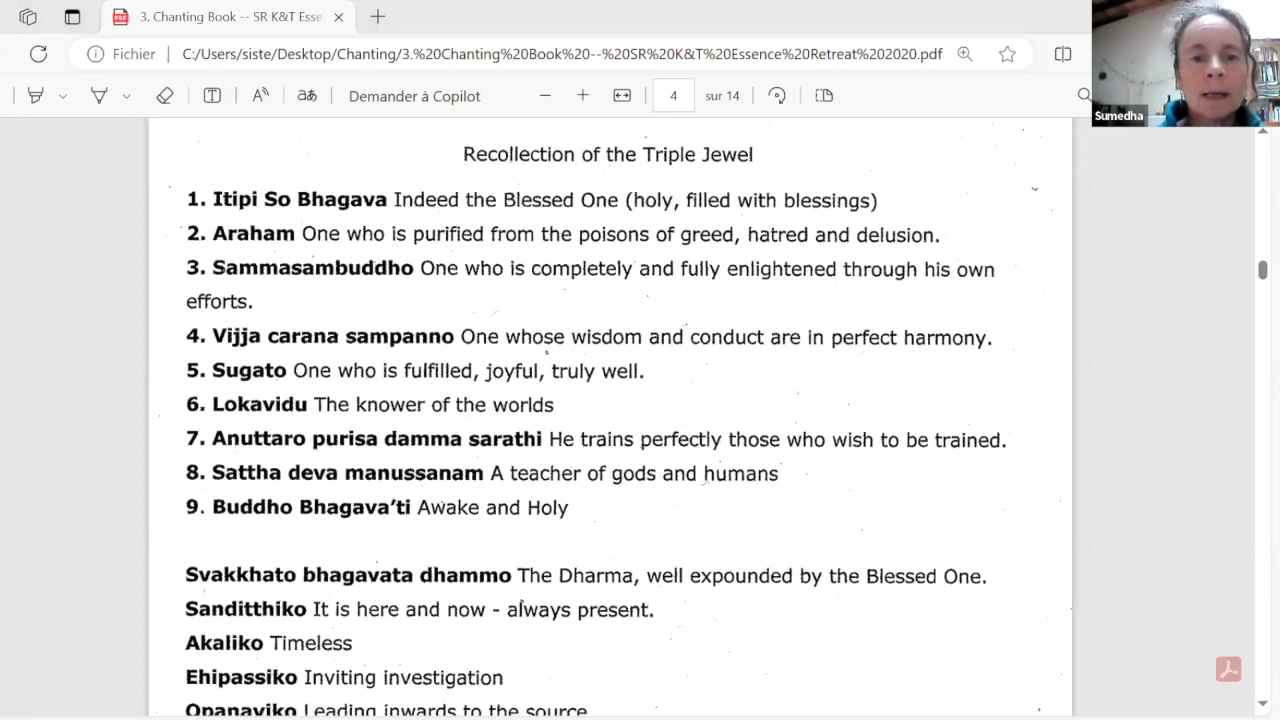 3. Chanting Book -- SR K&T Esse
Fichier C:/Users/siste/Desktop/Chanting/3.%20Chanting%20Book%20--%20SR%20K&T%20Essence%20Retreat%202020.pdf
Demander à Copilot
4 sur 14
Sumedha
Recollection of the Triple Jewel
1. Itipi So Bhagava Indeed the Blessed One (holy, filled with blessings)
2. Araham One who is purified from the poisons of greed, hatred and delusion.
3. Sammasambuddho One who is completely and fully enlightened through his own
efforts.
4. Vijja carana sampanno One whose wisdom and conduct are in perfect harmony.
5. Sugato One who is fulfilled, joyful, truly well.
6. Lokavidu The knower of the worlds
7. Anuttaro purisa damma sarathi He trains perfectly those who wish to be trained.
8. Sattha deva manussanam A teacher of gods and humans
9. Buddho Bhagava’ti Awake and Holy
Svakkhato bhagavata dhammo The Dharma, well expounded by the Blessed One.
Sanditthiko It is here and now - always present.
Akaliko Timeless
Ehipassiko Inviting investigation
Opanayiko Leading inwards to the source